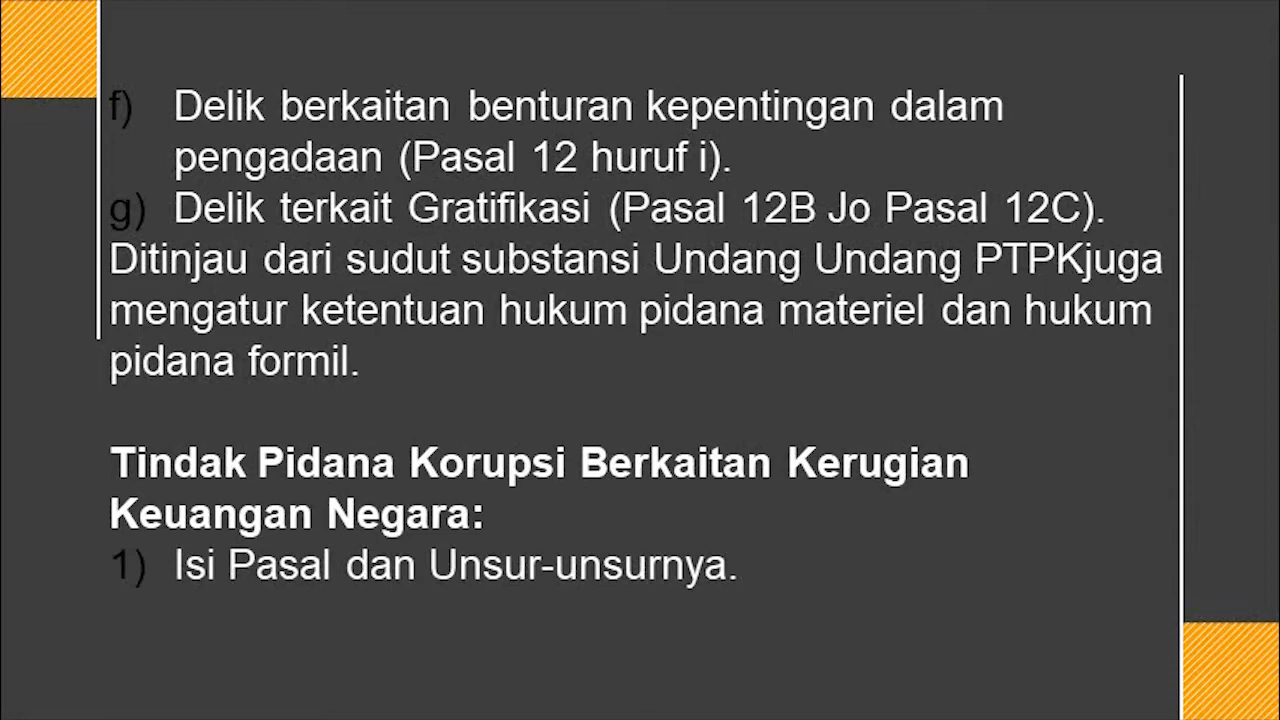 f) Delik berkaitan benturan kepentingan dalam
pengadaan (Pasal 12 huruf i).
g) Delik terkait Gratifikasi (Pasal 12B Jo Pasal 12C).
Ditinjau dari sudut substansi Undang Undang PTPKjuga
mengatur ketentuan hukum pidana materiel dan hukum
pidana formil.
Tindak Pidana Korupsi Berkaitan Kerugian
Keuangan Negara:
1) Isi Pasal dan Unsur-unsurnya.